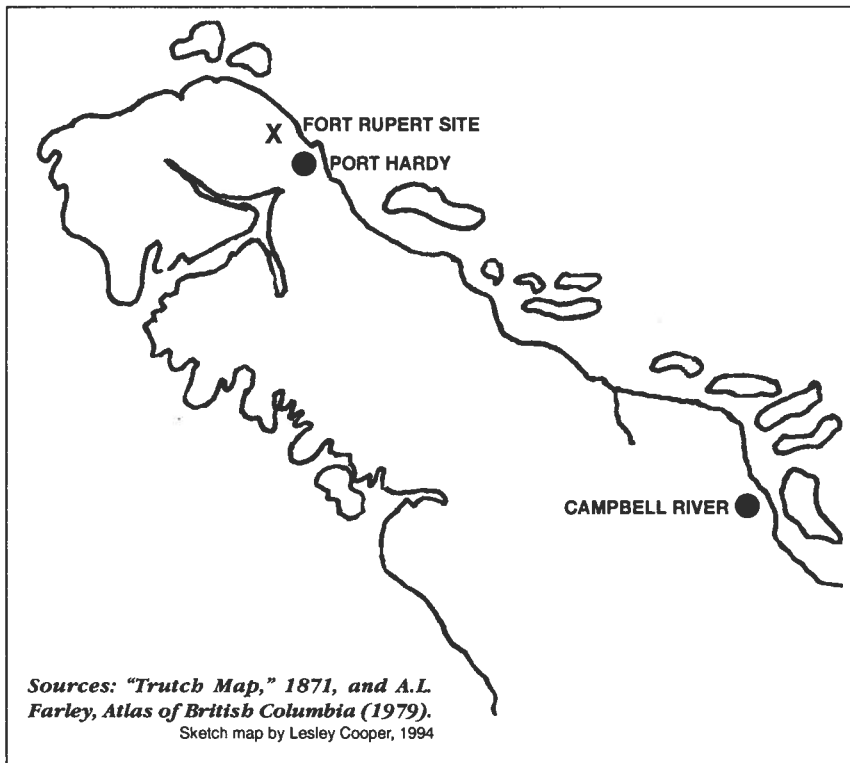 X FORT RUPERT SITE
PORT HARDY
CAMPBELL RIVER
Sources: "Trutch Map," 1871, and A.L.
Farley, Atlas of British Columbia (1979).
Sketch map by Lesley Cooper, 1994